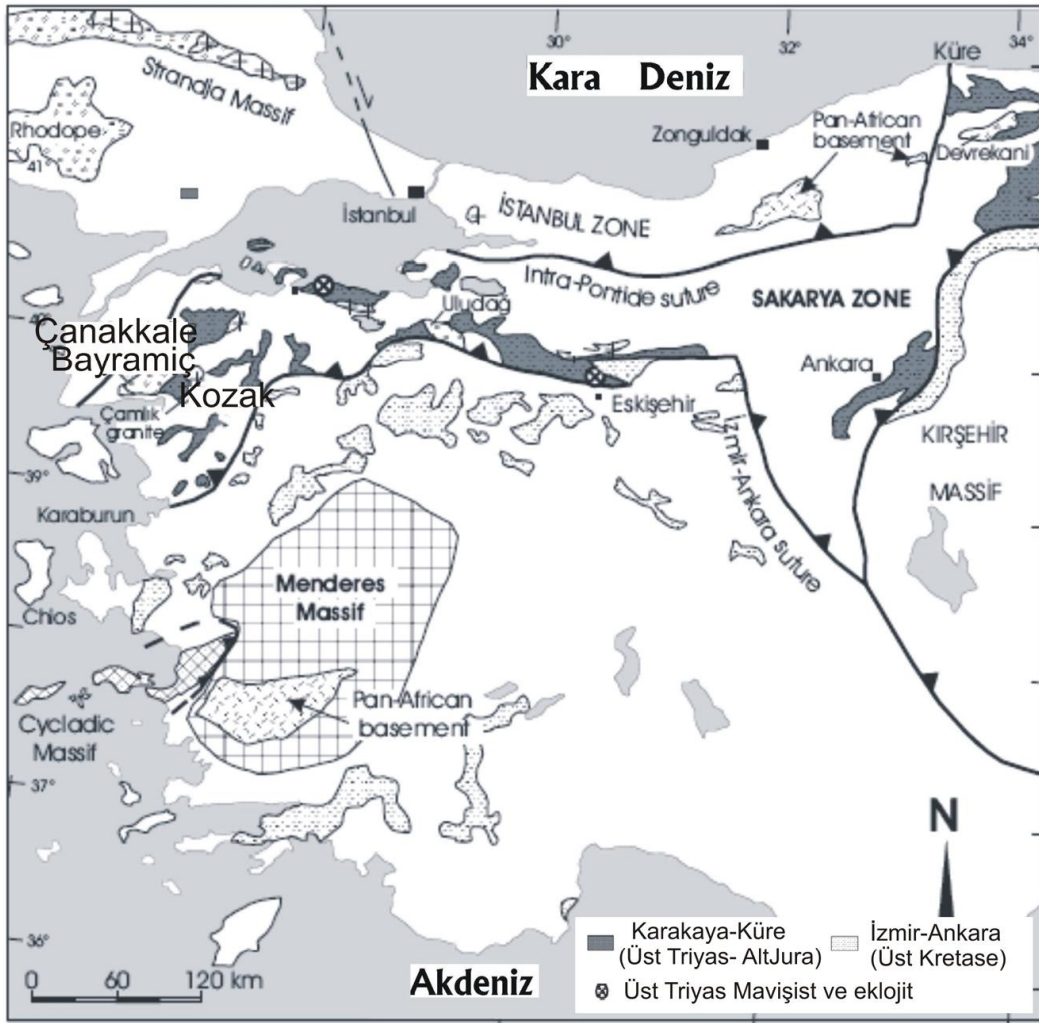 30°
32°
34°
Küre
Kara Deniz
Strandja Massif
Rhodope
41°
Zonguldak
Pan-African
basement
Devrekani
İstanbul
İSTANBUL ZONE
Intra-Pontide suture
SAKARYA ZONE
Uludağ
40°
Çanakkale
Bayramiç
Kozak
Çamlık
granite
Ankara
Eskişehir
İzmir-Ankara suture
KIRŞEHİR
MASSİF
39°
Karaburun
Menderes
Massif
Chios
Pan-African
basement
Cycladic
Massif
37°
N
36°
0 60 120 km
Akdeniz
Karakaya-Küre
(Üst Triyas- AltJura)
İzmir-Ankara
(Üst Kretase)
Üst Triyas Mavişist ve eklojit